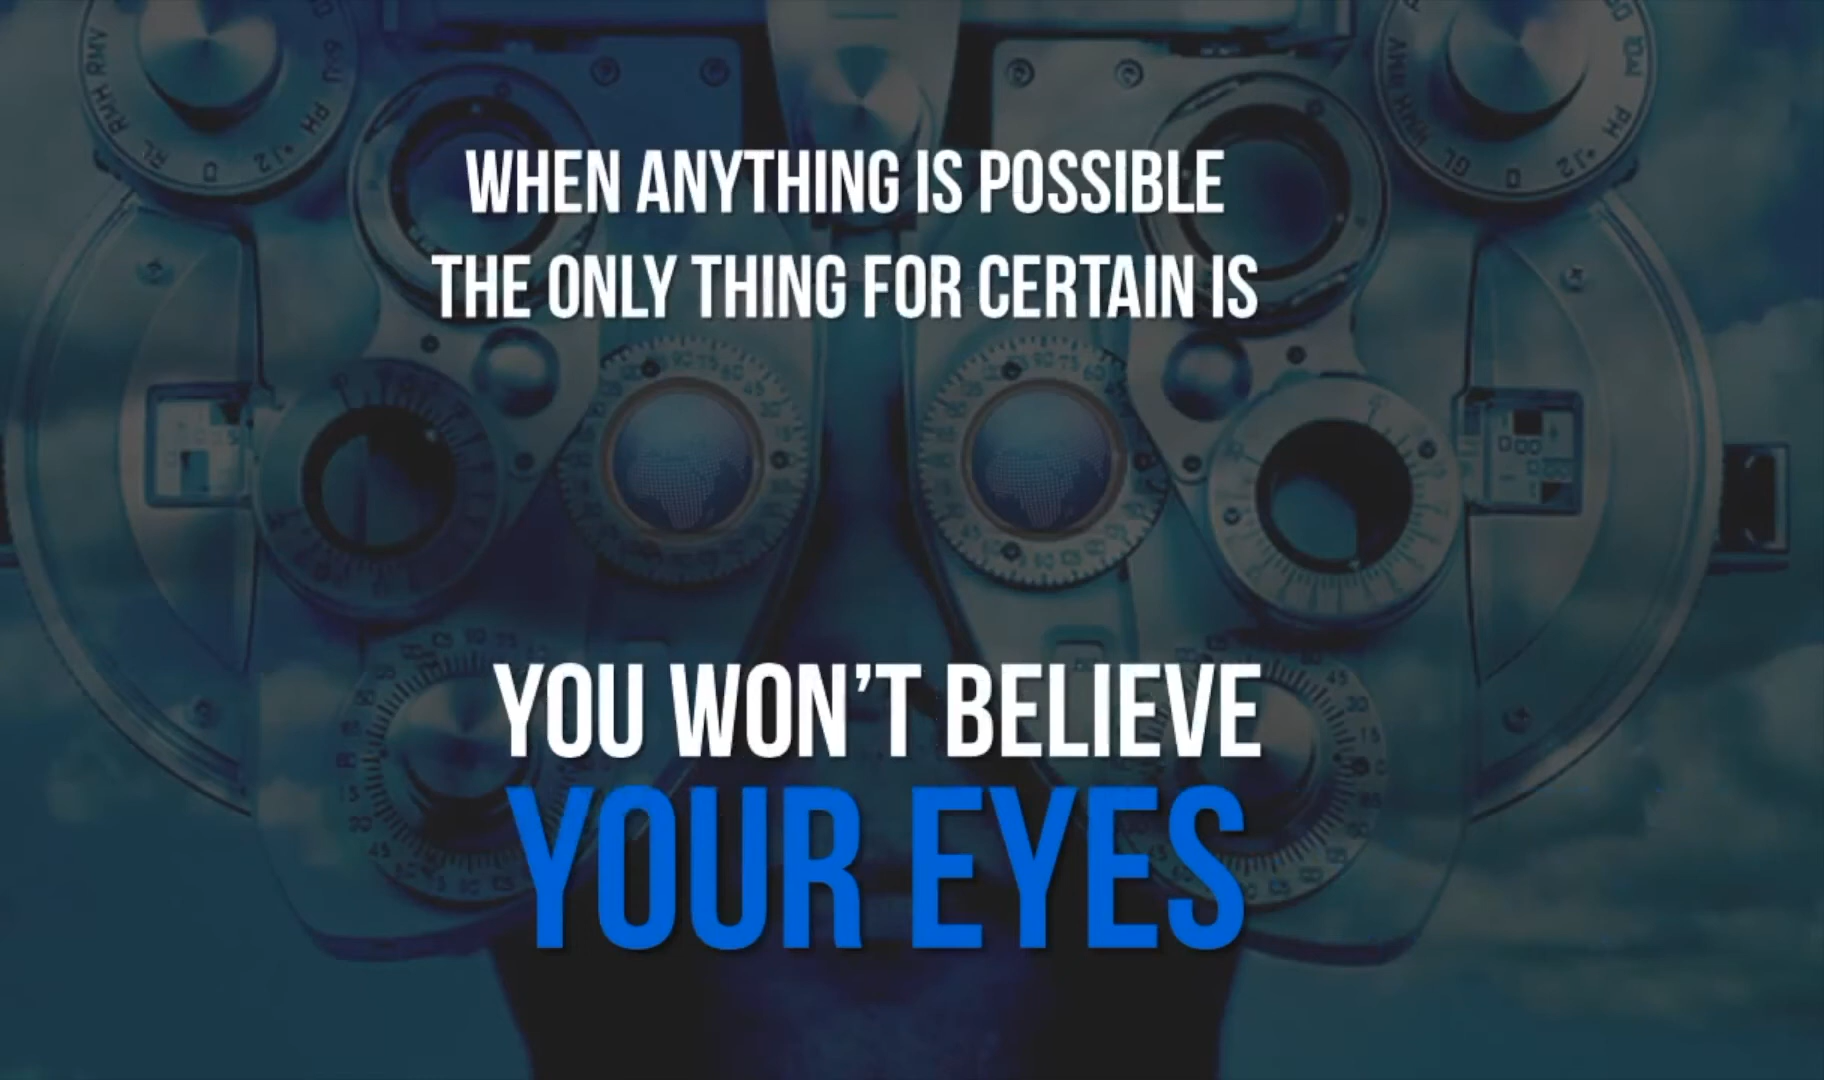 WHEN ANYTHING IS POSSIBLE
THE ONLY THING FOR CERTAIN IS
YOU WON'T BELIEVE
YOUR EYES